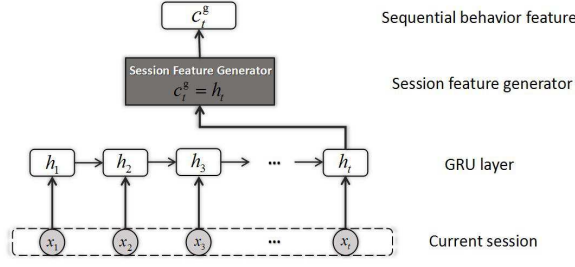 c_t^g Sequential behavior feature
Session Feature Generator
c_t^g = h_t
Session feature generator
h_1 h_2 h_3 ... h_t GRU layer
x_1 x_2 x_3 ... x_t Current session